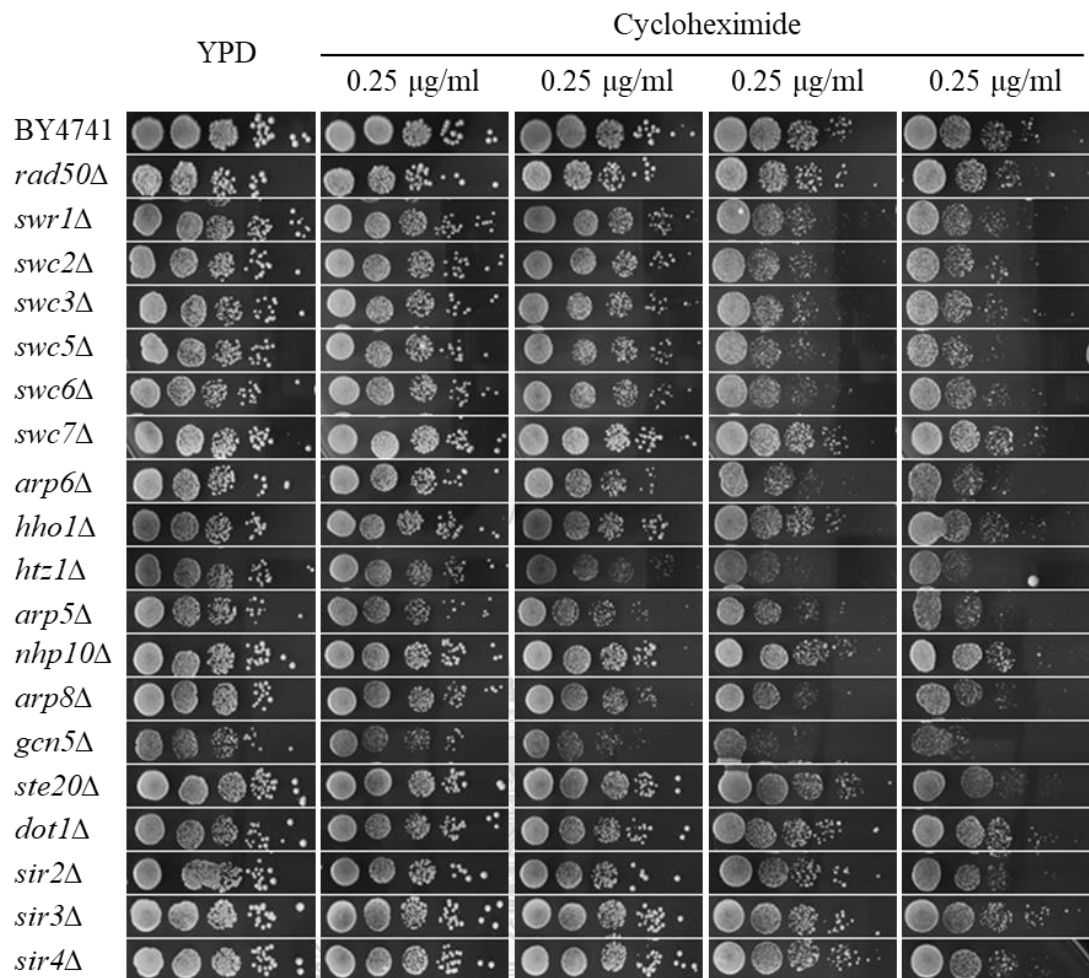 Cycloheximide
YPD
0.25 μg/ml 0.25 μg/ml 0.25 μg/ml 0.25 μg/ml
BY4741
rad50Δ
swr1Δ
swc2Δ
swc3Δ
swc5Δ
swc6Δ
swc7Δ
arp6Δ
hho1Δ
htz1Δ
arp5Δ
nhp10Δ
arp8Δ
gcn5Δ
ste20Δ
dot1Δ
sir2Δ
sir3Δ
sir4Δ